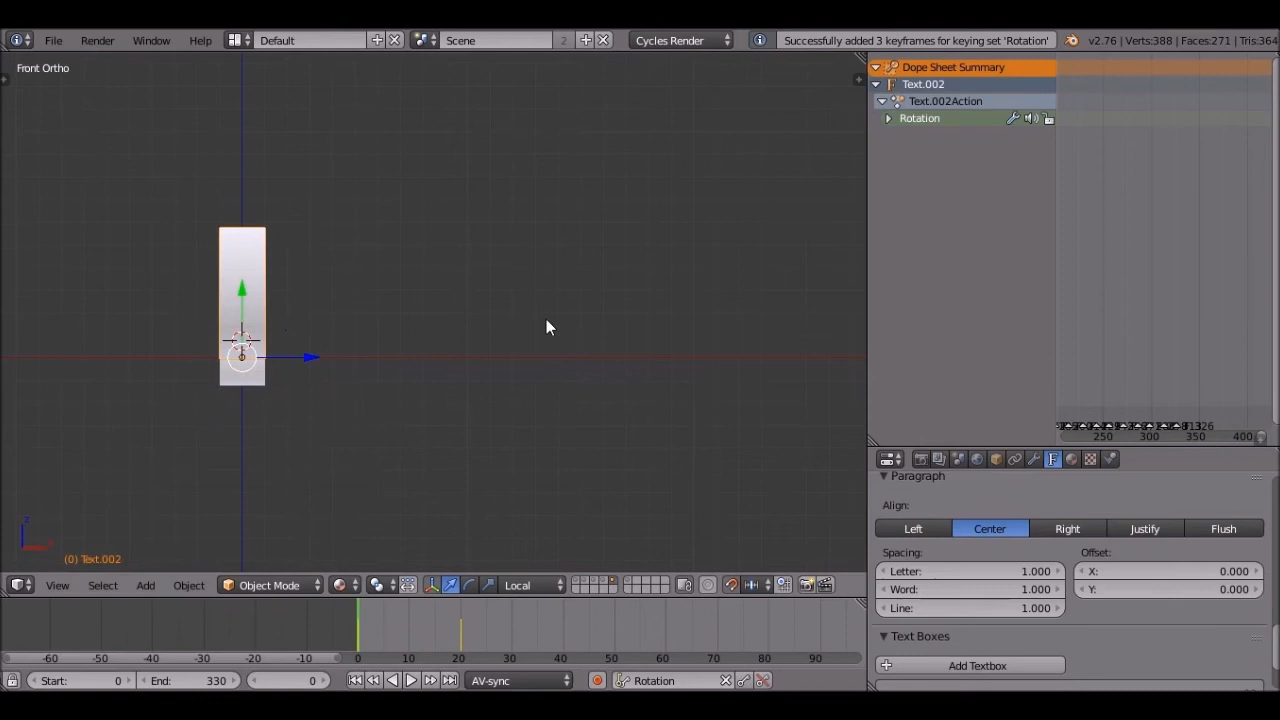 File Render Window Help Default Scene 2 Cycles Render Successfully added 3 keyframes for keying set 'Rotation' v2.76 | Verts:388 | Faces:271 | Tris:364
Front Ortho
Dope Sheet Summary
Text.002
Text.002Action
Rotation
250 300 350 400
Paragraph
Align:
Left Center Right Justify Flush
Spacing: Offset:
Letter: 1.000 X: 0.000
Word: 1.000 Y: 0.000
Line: 1.000
z
(0) Text.002
View Select Add Object Object Mode Local
Text Boxes
Add Textbox
-60 -50 -40 -30 -20 -10 0 10 20 30 40 50 60 70 80 90
Start: 0 End: 330 0 AV-sync Rotation